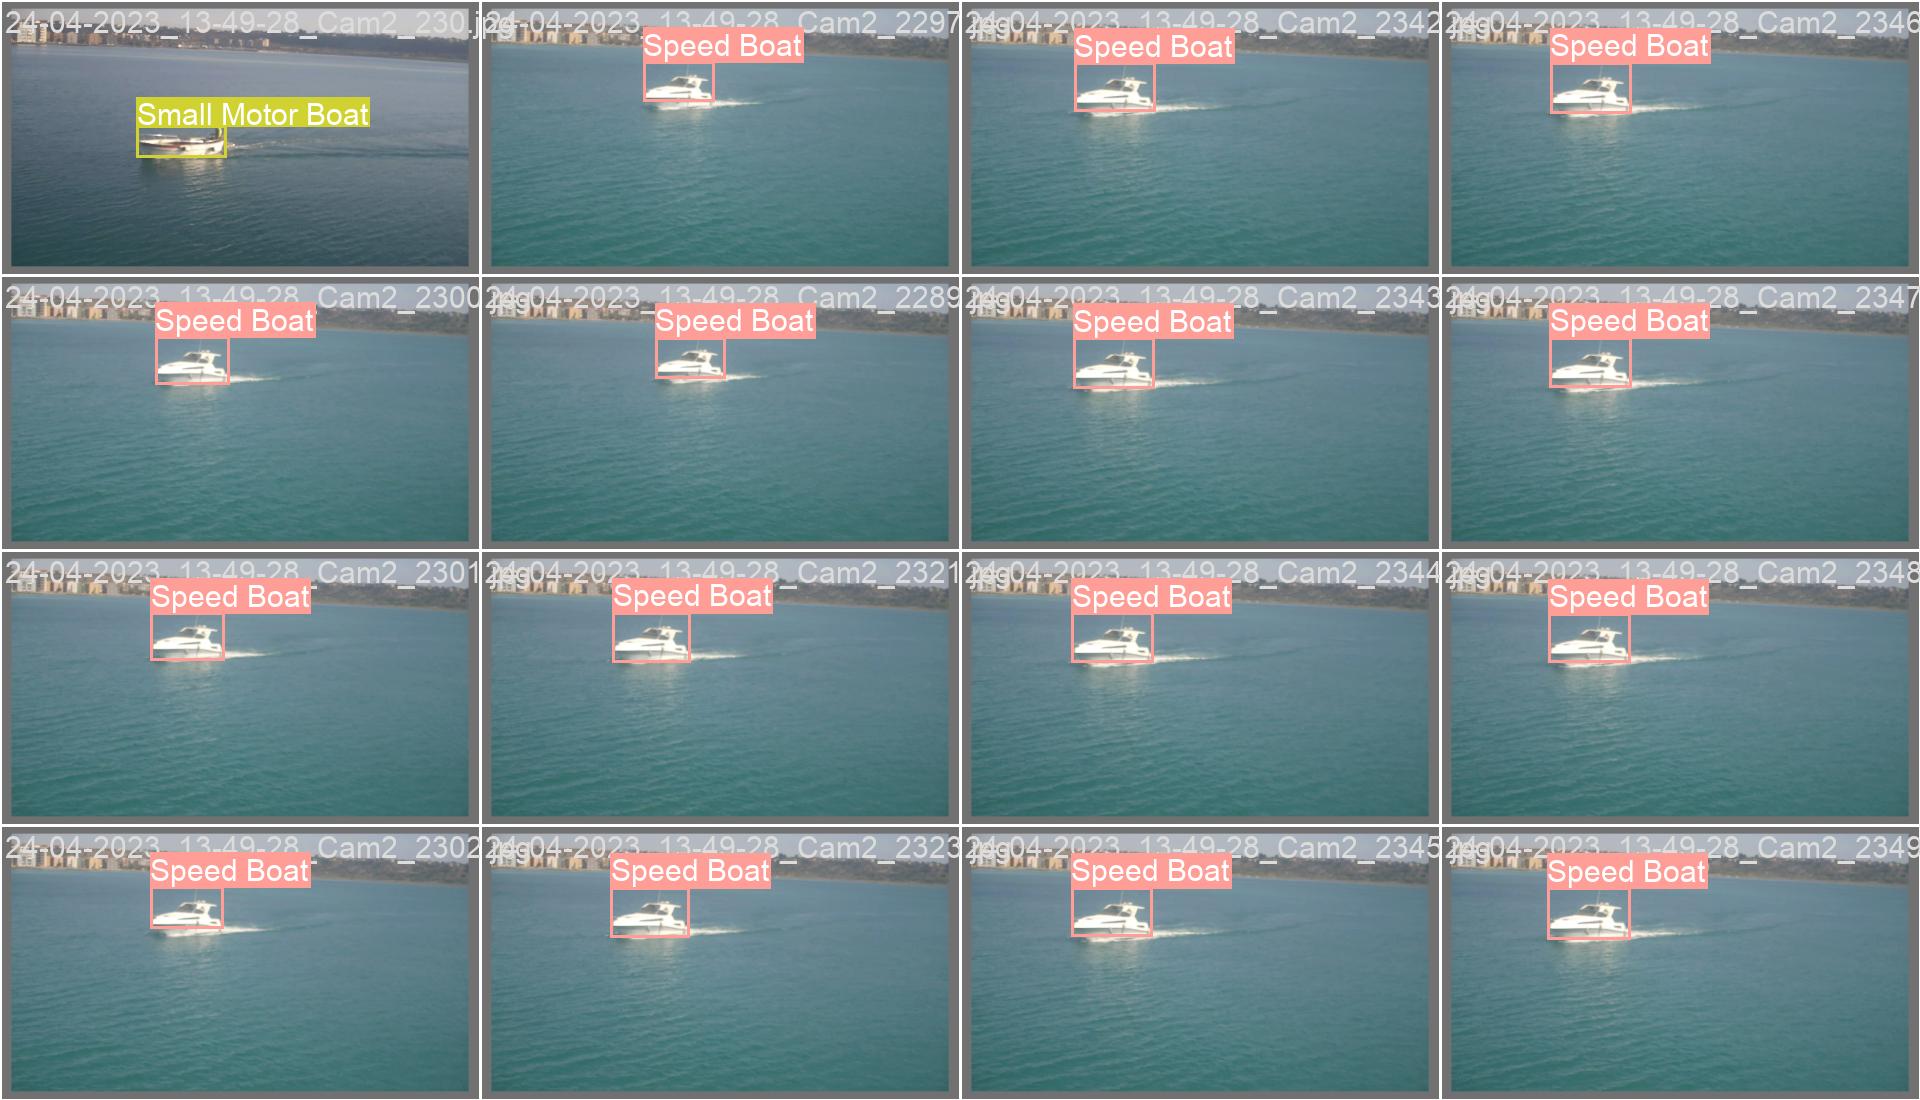 24-04-2023_13-49-28_Cam2_230.jpg
Small Motor Boat
24-04-2023_13-49-28_Cam2_2297.jpg
Speed Boat
24-04-2023_13-49-28_Cam2_2342.jpg
Speed Boat
24-04-2023_13-49-28_Cam2_2346
Speed Boat
24-04-2023_13-49-28_Cam2_2300.jpg
Speed Boat
24-04-2023_13-49-28_Cam2_2289.jpg
Speed Boat
24-04-2023_13-49-28_Cam2_2343.jpg
Speed Boat
24-04-2023_13-49-28_Cam2_2347
Speed Boat
24-04-2023_13-49-28_Cam2_2301.jpg
Speed Boat
24-04-2023_13-49-28_Cam2_2321.jpg
Speed Boat
24-04-2023_13-49-28_Cam2_2344.jpg
Speed Boat
24-04-2023_13-49-28_Cam2_2348
Speed Boat
24-04-2023_13-49-28_Cam2_2302.jpg
Speed Boat
24-04-2023_13-49-28_Cam2_2323.jpg
Speed Boat
24-04-2023_13-49-28_Cam2_2345.jpg
Speed Boat
24-04-2023_13-49-28_Cam2_2349
Speed Boat